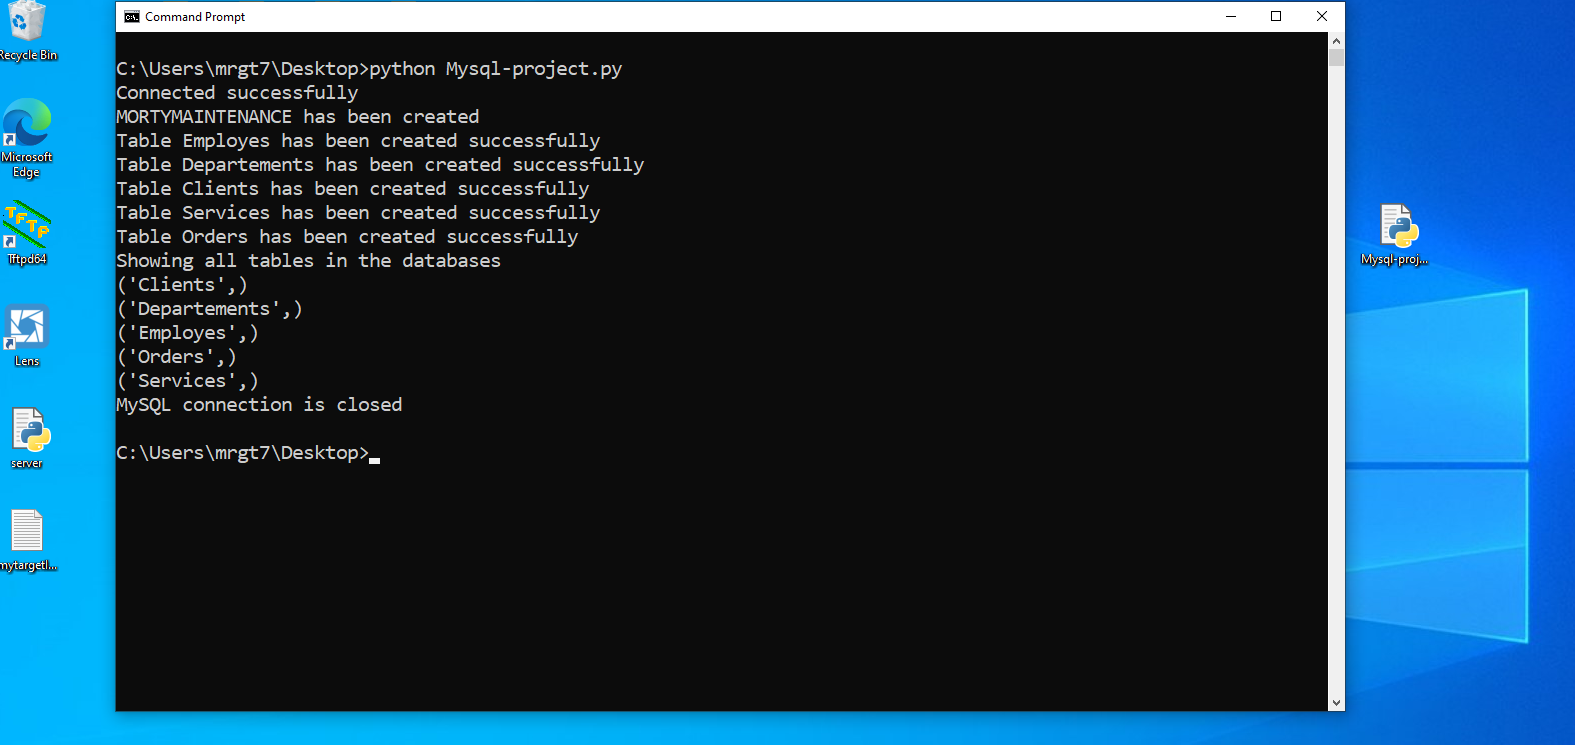 Command Prompt
C:\Users\mrgt7\Desktop>python Mysql-project.py
Connected successfully
MORTYMAINTENANCE has been created
Table Employes has been created successfully
Table Departements has been created successfully
Table Clients has been created successfully
Table Services has been created successfully
Table Orders has been created successfully
Showing all tables in the databases
('Clients',)
('Departements',)
('Employes',)
('Orders',)
('Services',)
MySQL connection is closed
C:\Users\mrgt7\Desktop>
Recycle Bin
Microsoft
Edge
TFTP
Tftpd64
Lens
server
mytargetl...
Mysql-proj...